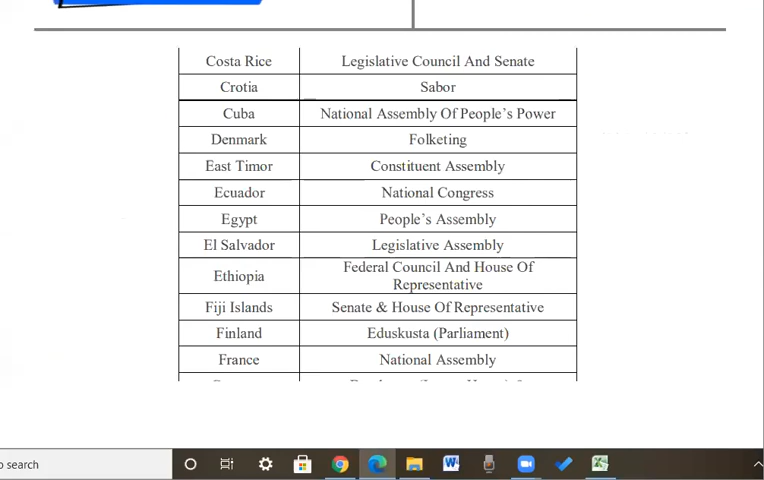 Costa Rice Legislative Council And Senate
Crotia Sabor
Cuba National Assembly Of People’s Power
Denmark Folketing
East Timor Constituent Assembly
Ecuador National Congress
Egypt People’s Assembly
El Salvador Legislative Assembly
Ethiopia Federal Council And House Of
Representative
Fiji Islands Senate & House Of Representative
Finland Eduskusta (Parliament)
France National Assembly
search